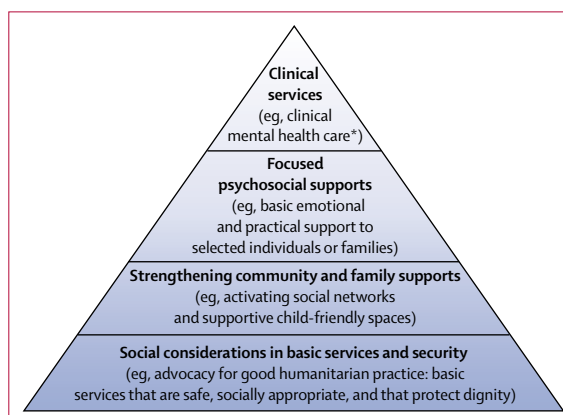 Clinical
services
(eg, clinical
mental health care*)
Focused
psychosocial supports
(eg, basic emotional
and practical support to
selected individuals or families)
Strengthening community and family supports
(eg, activating social networks
and supportive child-friendly spaces)
Social considerations in basic services and security
(eg, advocacy for good humanitarian practice: basic
services that are safe, socially appropriate, and that protect dignity)